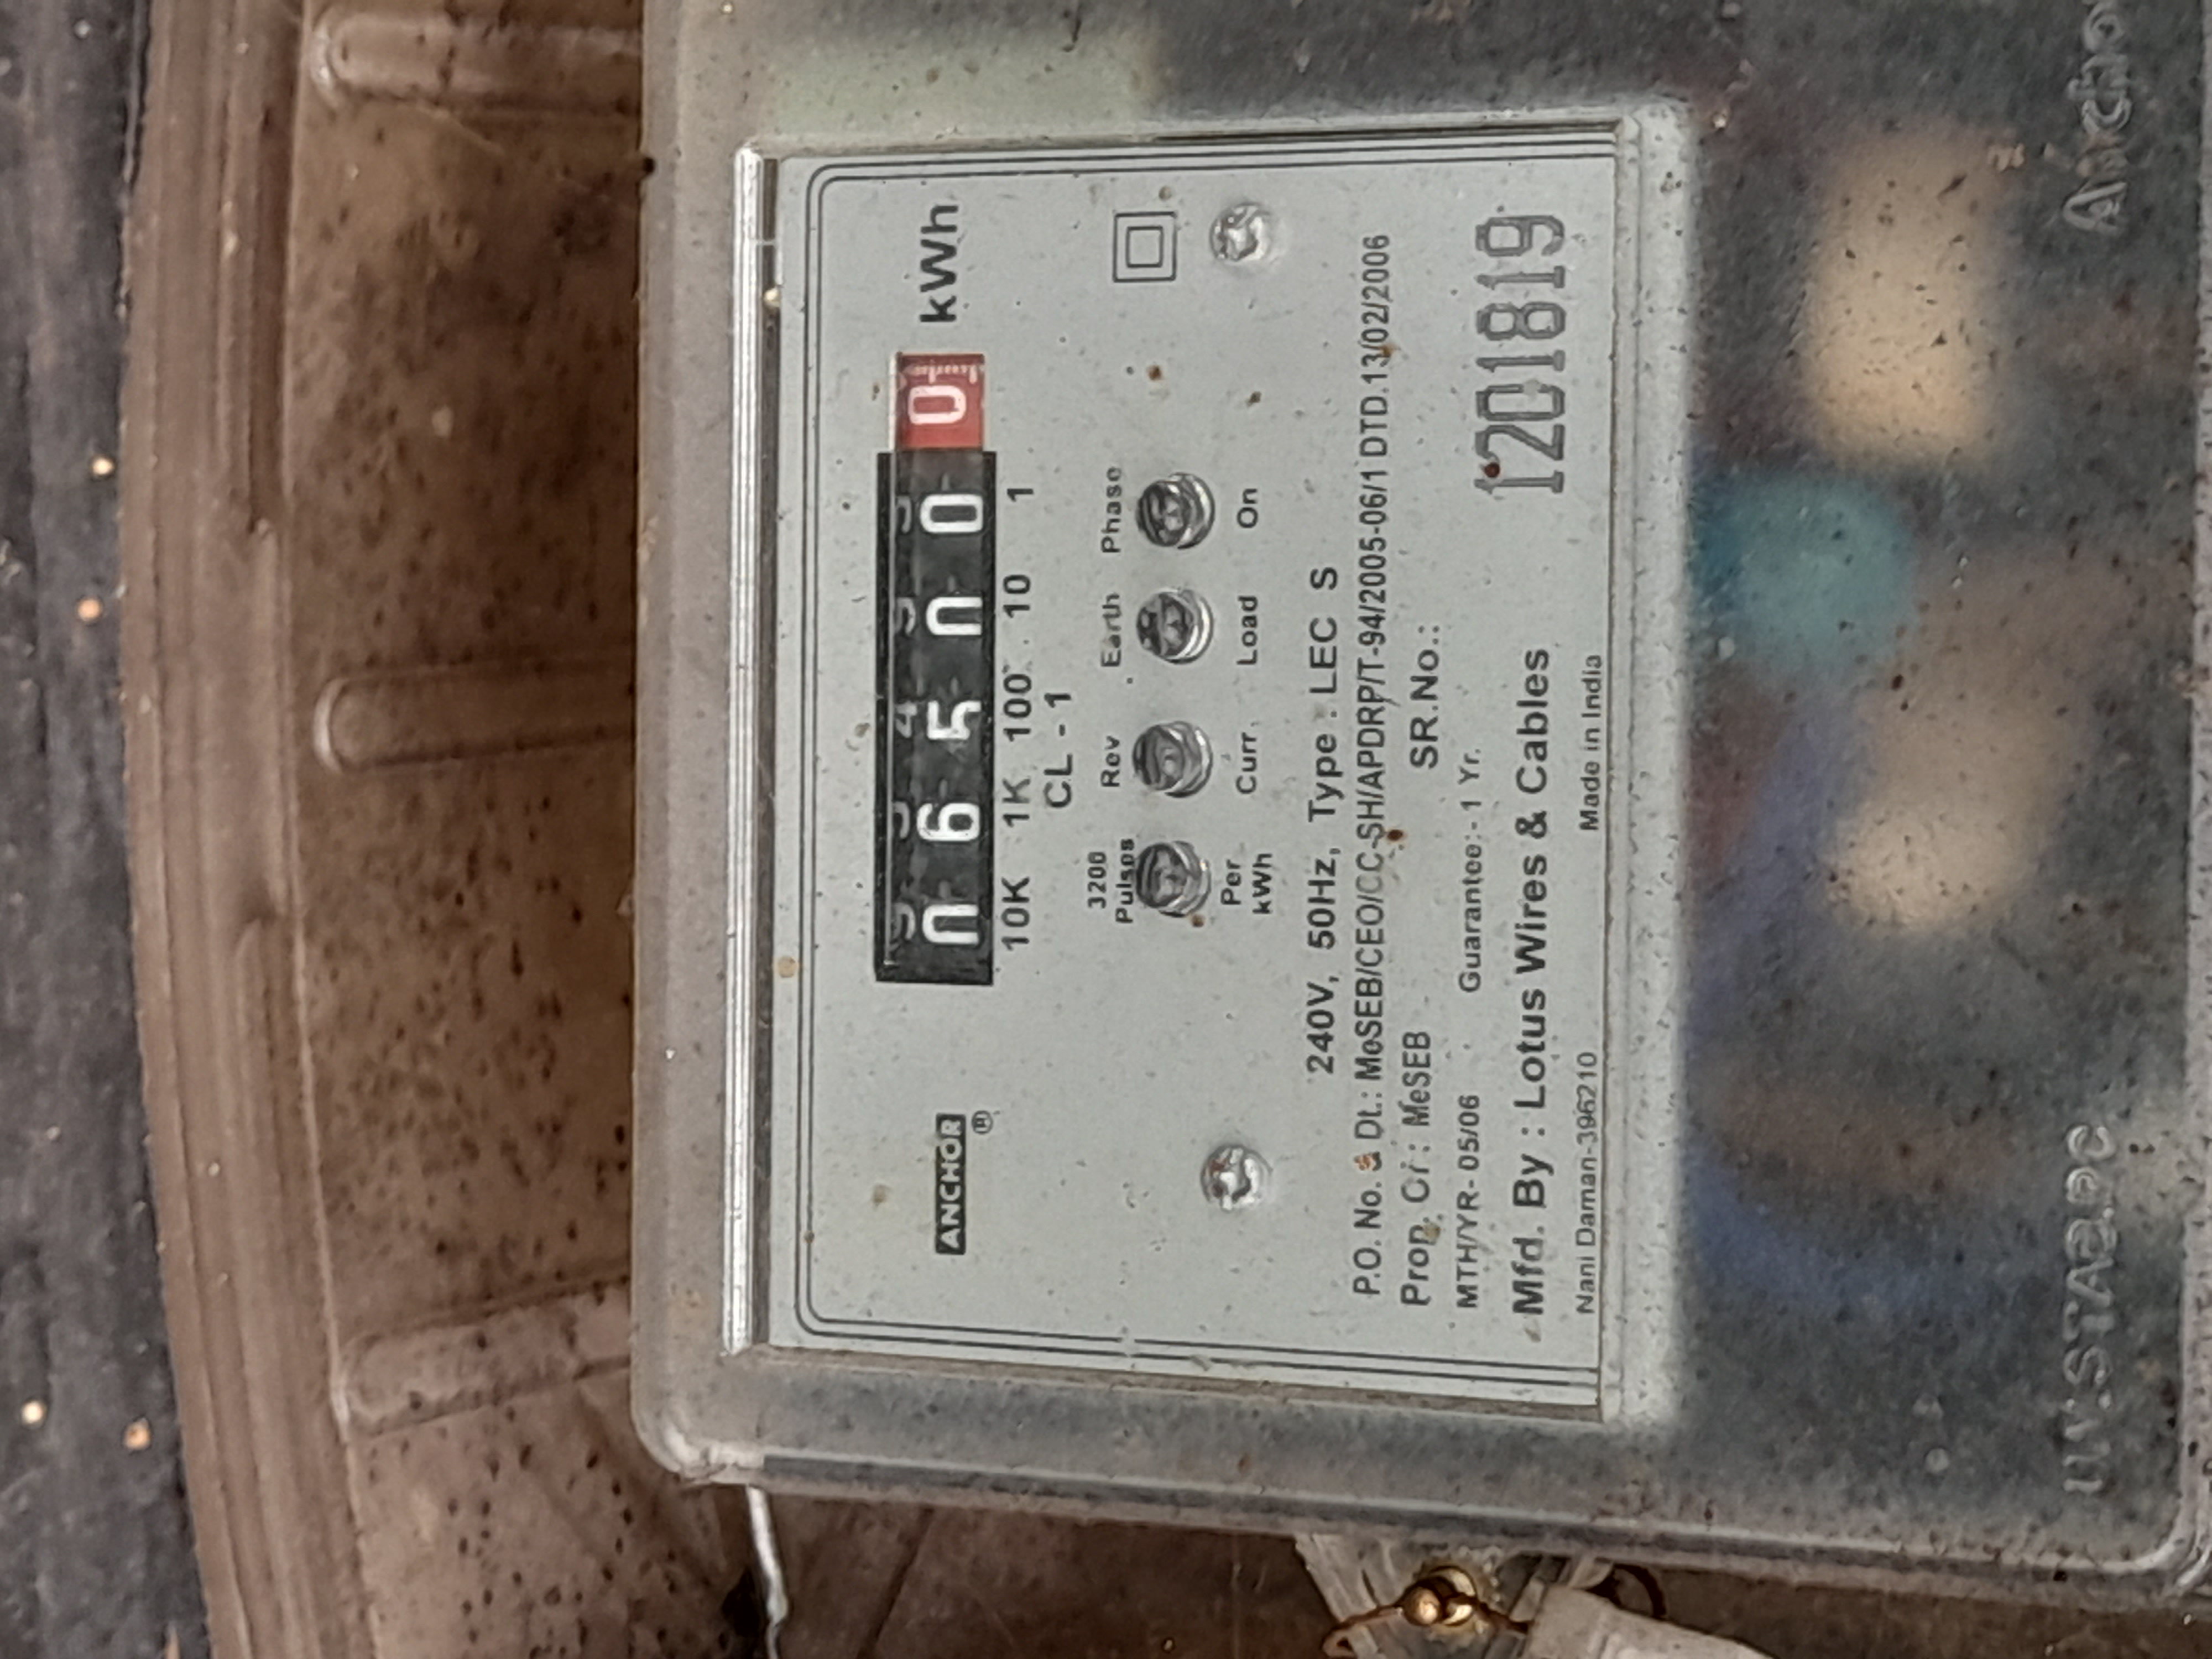 06500 0 kWh
10K 1K 100 10 1
CL - 1
ANCHOR ®
3200 Pulses Per kWh
Rev Curr.
Earth Load
Phase On
240V, 50Hz, Type : LEC S
P.O. No. & Dt.: MeSEB/CEO/CC-SH/APDRP/T-94/2005-06/1 DTD.13/02/2006
Prop. Of : MeSEB SR.No.:
MTH/YR- 05/06 Guarantee:- 1 Yr. 1201819
Mfd. By : Lotus Wires & Cables
Nani Daman-396210 Made in India